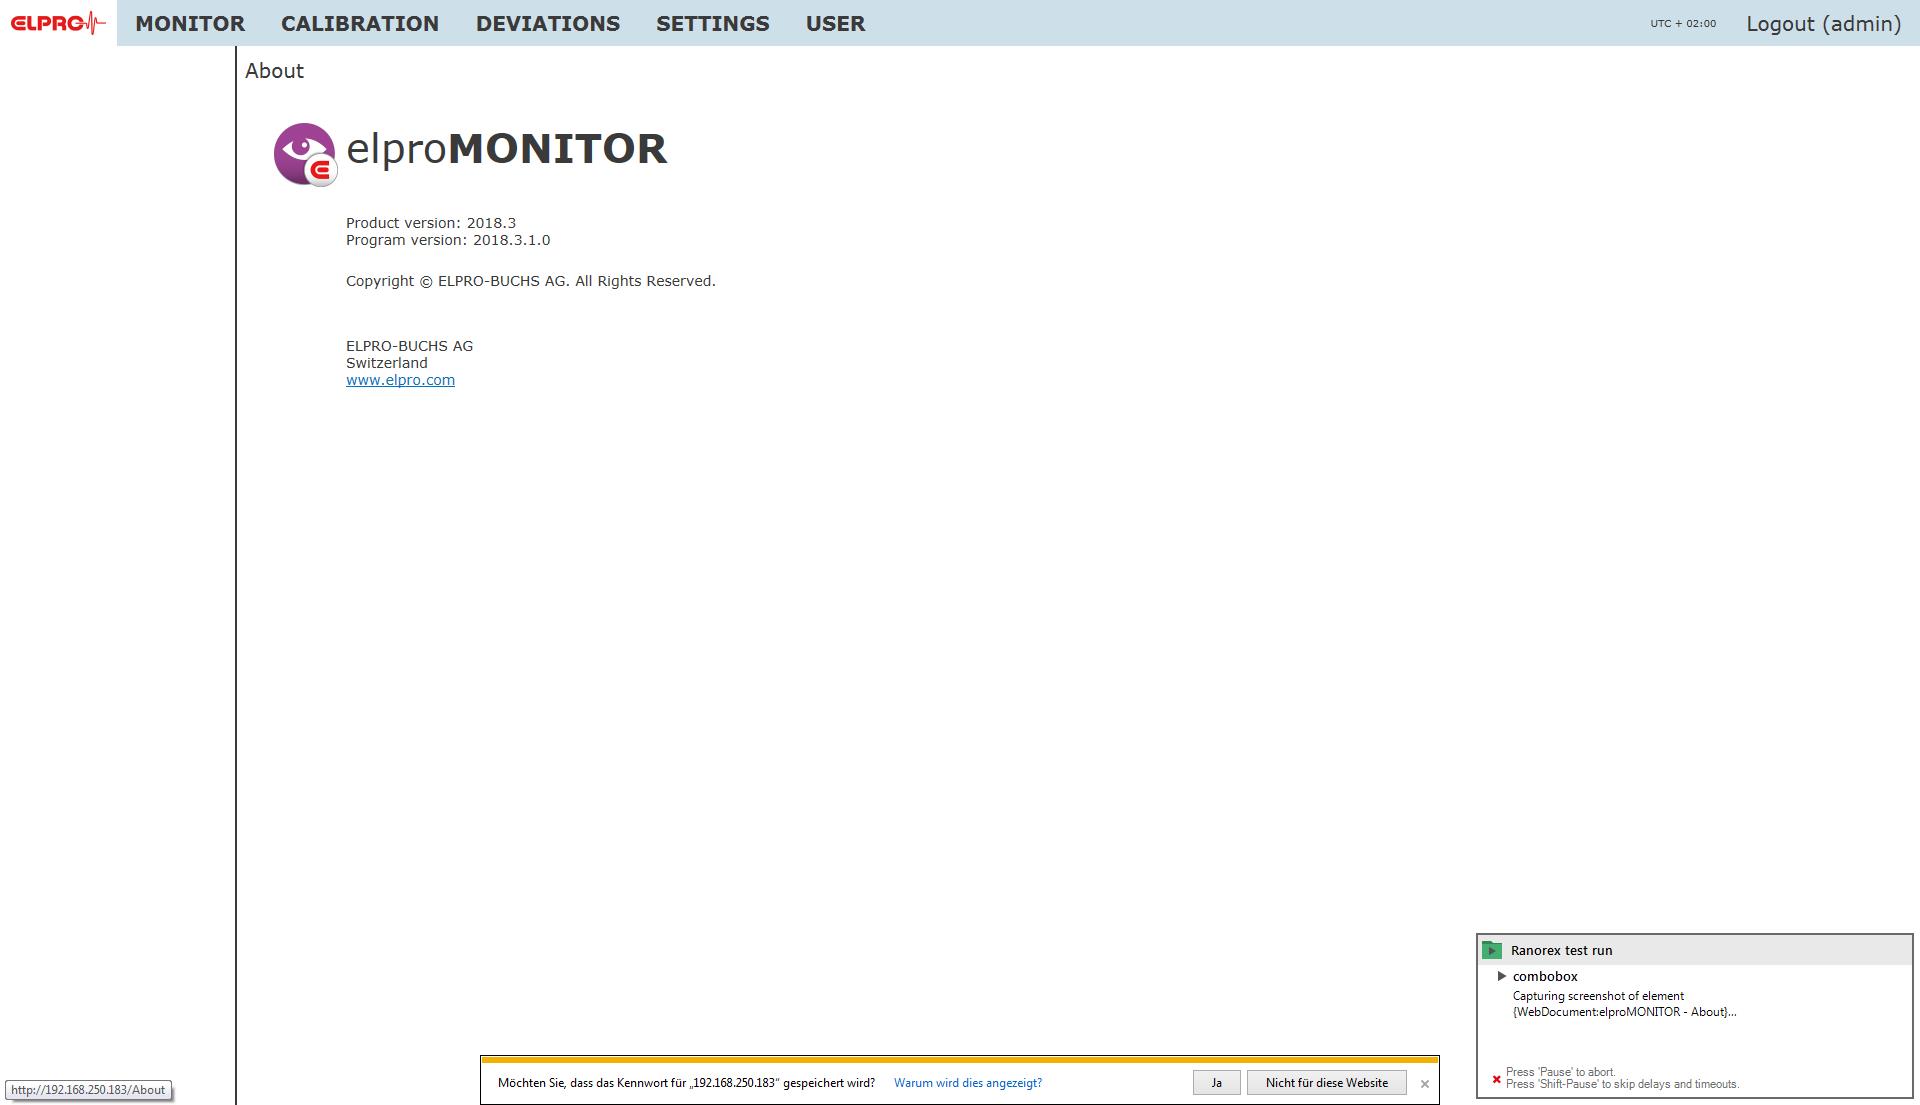 ELPRO
MONITOR CALIBRATION DEVIATIONS SETTINGS USER UTC + 02:00 Logout (admin)
About
elproMONITOR
Product version: 2018.3
Program version: 2018.3.1.0
Copyright © ELPRO-BUCHS AG. All Rights Reserved.
ELPRO-BUCHS AG
Switzerland
www.elpro.com
Ranorex test run
combobox
Capturing screenshot of element
{WebDocument:elproMONITOR - About}...
Press 'Pause' to abort.
Press 'Shift-Pause' to skip delays and timeouts.
Möchten Sie, dass das Kennwort für „192.168.250.183“ gespeichert wird? Warum wird dies angezeigt? Ja Nicht für diese Website
http://192.168.250.183/About